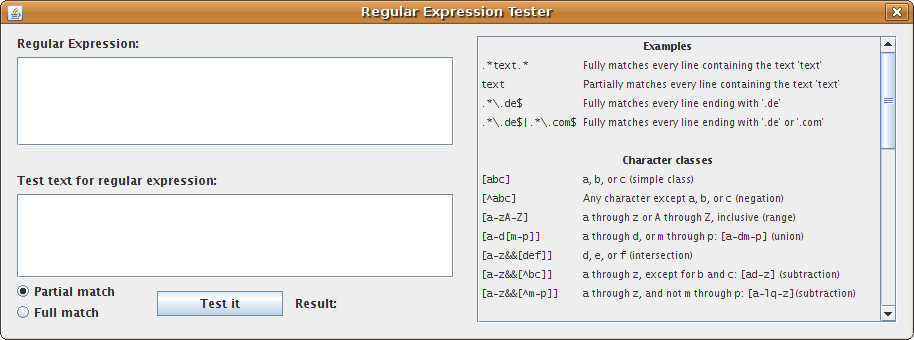 Regular Expression Tester
Regular Expression:
Test text for regular expression:
Partial match
Full match
Test it
Result:
Examples
.*text.* Fully matches every line containing the text 'text'
text Partially matches every line containing the text 'text'
.*\.de$ Fully matches every line ending with '.de'
.*\.de$|.*\.com$ Fully matches every line ending with '.de' or '.com'
Character classes
[abc] a, b, or c (simple class)
[^abc] Any character except a, b, or c (negation)
[a-zA-Z] a through z or A through Z, inclusive (range)
[a-d[m-p]] a through d, or m through p: [a-dm-p] (union)
[a-z&&[def]] d, e, or f (intersection)
[a-z&&[^bc]] a through z, except for b and c: [ad-z] (subtraction)
[a-z&&[^m-p]] a through z, and not m through p: [a-lq-z](subtraction)